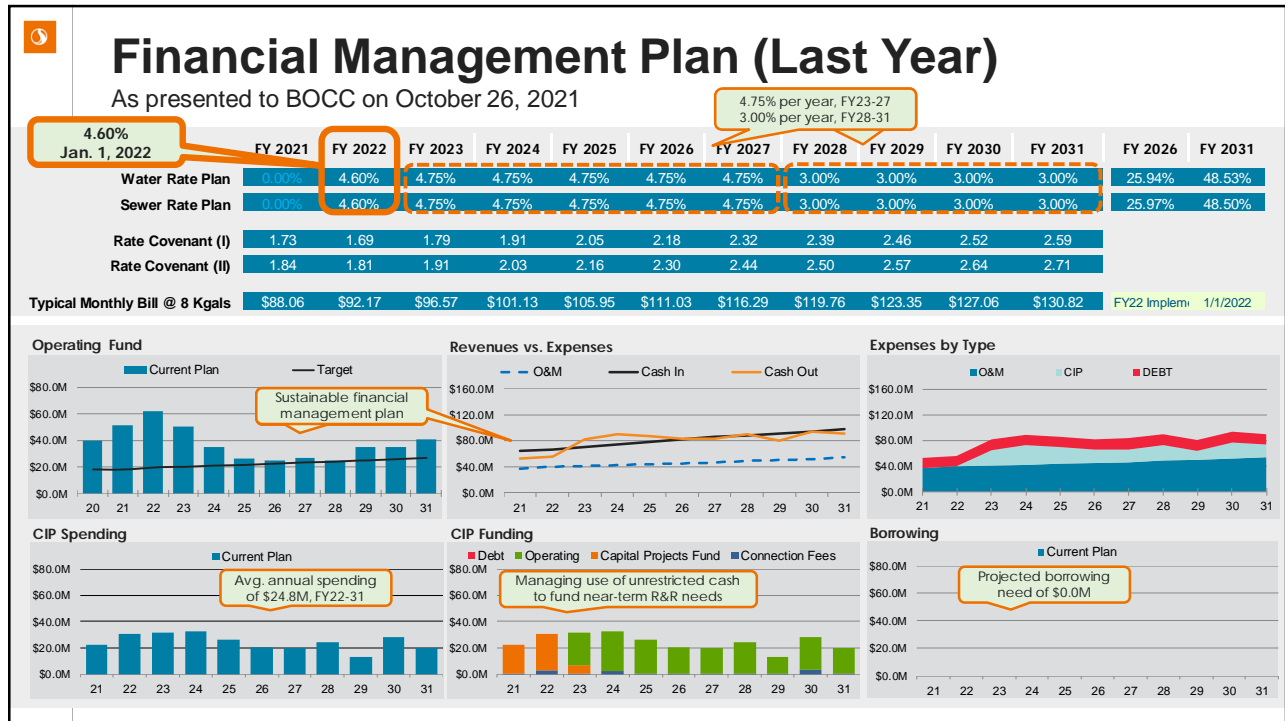 Financial Management Plan (Last Year)
As presented to BOCC on October 26, 2021
4.75% per year, FY23-27
3.00% per year, FY28-31
4.60%
Jan. 1, 2022
FY 2021 FY 2022 FY 2023 FY 2024 FY 2025 FY 2026 FY 2027 FY 2028 FY 2029 FY 2030 FY 2031 FY 2026 FY 2031
Water Rate Plan 0.00% 4.60% 4.75% 4.75% 4.75% 4.75% 4.75% 3.00% 3.00% 3.00% 3.00% 25.94% 48.53%
Sewer Rate Plan 0.00% 4.60% 4.75% 4.75% 4.75% 4.75% 4.75% 3.00% 3.00% 3.00% 3.00% 25.97% 48.50%
Rate Covenant (I) 1.73 1.69 1.79 1.91 2.05 2.18 2.32 2.39 2.46 2.52 2.59
Rate Covenant (II) 1.84 1.81 1.91 2.03 2.16 2.30 2.44 2.50 2.57 2.64 2.71
Typical Monthly Bill @ 8 Kgals $88.06 $92.17 $96.57 $101.13 $105.95 $111.03 $116.29 $119.76 $123.35 $127.06 $130.82 FY22 Implem 1/1/2022
Operating Fund
Current Plan Target
$80.0M
$60.0M
$40.0M
$20.0M
$0.0M
20 21 22 23 24 25 26 27 28 29 30 31
Sustainable financial
management plan
Revenues vs. Expenses
O&M Cash In Cash Out
$160.0M
$120.0M
$80.0M
$40.0M
$0.0M
21 22 23 24 25 26 27 28 29 30 31
Expenses by Type
O&M CIP DEBT
$160.0M
$120.0M
$80.0M
$40.0M
$0.0M
21 22 23 24 25 26 27 28 29 30 31
CIP Spending
Current Plan
$80.0M
$60.0M
$40.0M
$20.0M
$0.0M
Avg. annual spending
of $24.8M, FY22-31
21 22 23 24 25 26 27 28 29 30 31
CIP Funding
Debt Operating Capital Projects Fund Connection Fees
$80.0M
$60.0M
$40.0M
$20.0M
$0.0M
Managing use of unrestricted cash
to fund near-term R&R needs
21 22 23 24 25 26 27 28 29 30 31
Borrowing
Current Plan
$80.0M
$60.0M
$40.0M
$20.0M
$0.0M
Projected borrowing
need of $0.0M
21 22 23 24 25 26 27 28 29 30 31